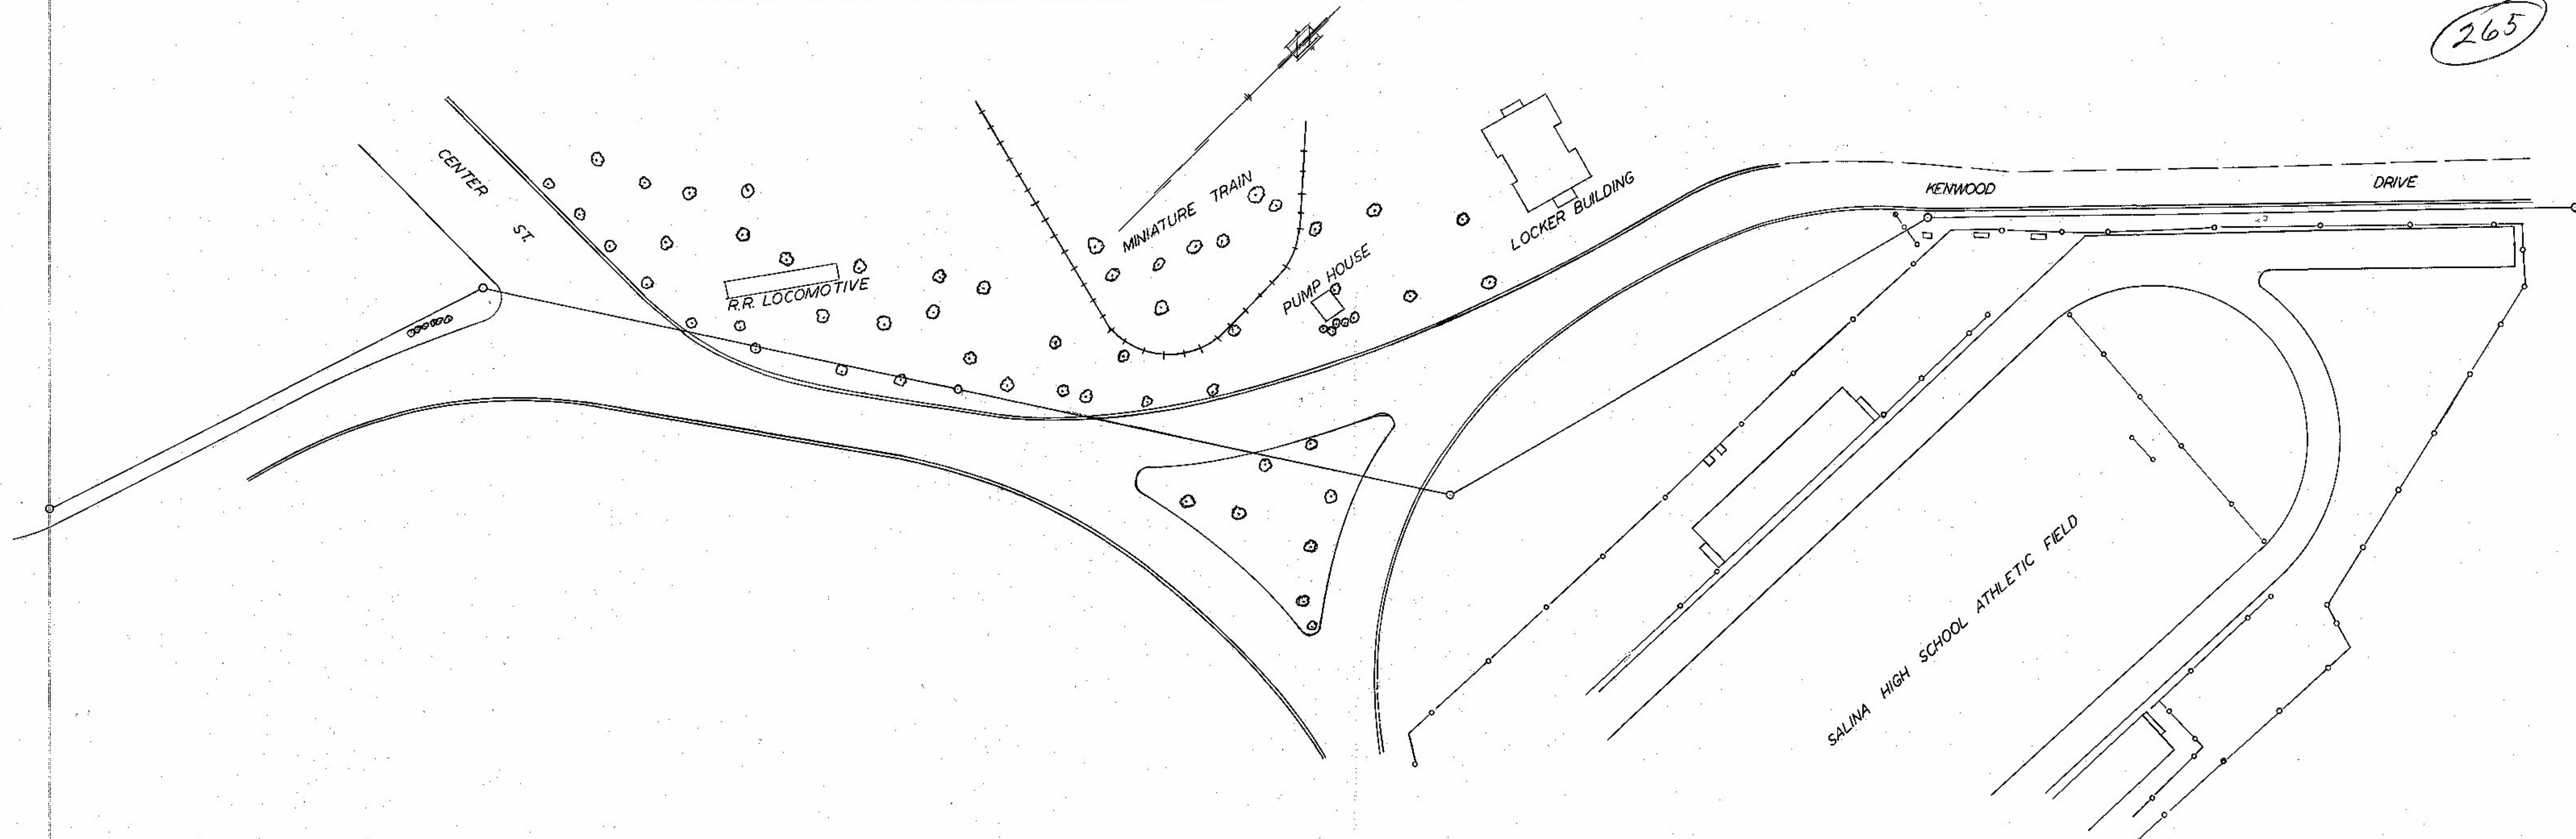 265
CENTER ST.
R.R. LOCOMOTIVE
MINIATURE TRAIN
PUMP HOUSE
LOCKER BUILDING
KENWOOD DRIVE
SALINA HIGH SCHOOL ATHLETIC FIELD